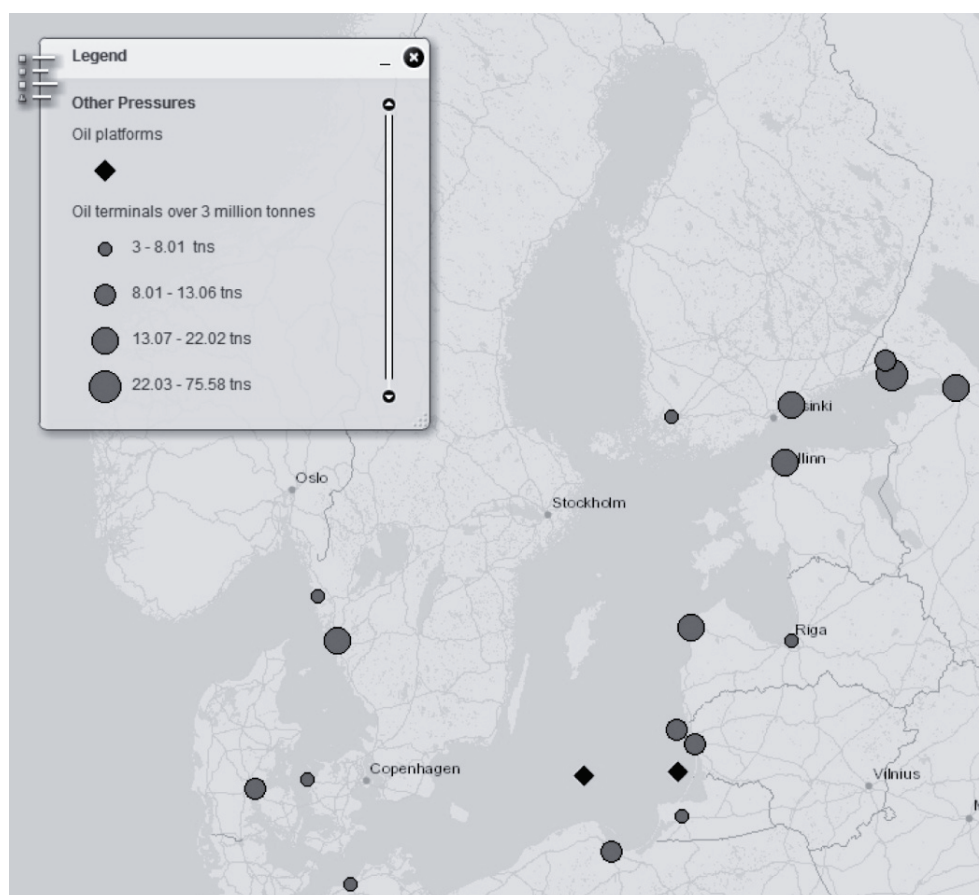 Legend
Other Pressures
Oil platforms
Oil terminals over 3 million tonnes
3 - 8.01 tns
8.01 - 13.06 tns
13.07 - 22.02 tns
22.03 - 75.58 tns
sinki
llinn
Oslo
Stockholm
Riga
Copenhagen
Vilnius